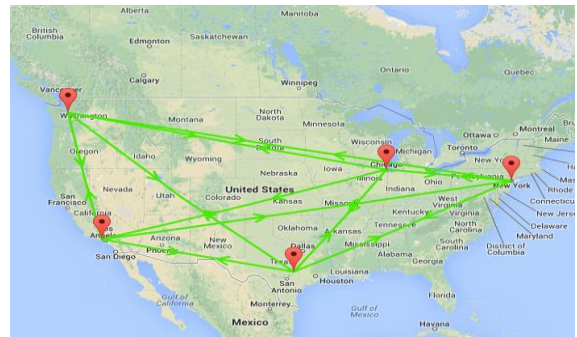 Alberta
Manitoba
British
Columbia
Edmonton
Saskatchewan
Calgary
Ontario
Quebec
Winnipeg
Vancouver
Washington
Montana
North
Dakota
Minnesota
Ottawa
Montreal
South
Dakota
Wisconsin
Michigan
Toronto
Oregon
Idaho
Wyoming
Chicago
Iowa
Illinois
Nebraska
Ohio
Pennsylvania
New York
Rhode
Connecticut
New Jers
Delaware
Maryland
District of
Columbia
San
Francisco
Nevada
Utah
Colorado
United States
Kansas
Missouri
Indiana
West
Virginia
Virginia
Kentucky
California
Angeles
Arizona
New
Mexico
Oklahoma
Arkansas
Tennessee
North
Carolina
South
Carolina
San Diego
Phoenix
Dallas
Texas
Mississippi
Alabama
Georgia
Louisiana
San
Antonio
Houston
Gulf of
California
Monterrey
Gulf of
Mexico
Florida
Mexico
Havana